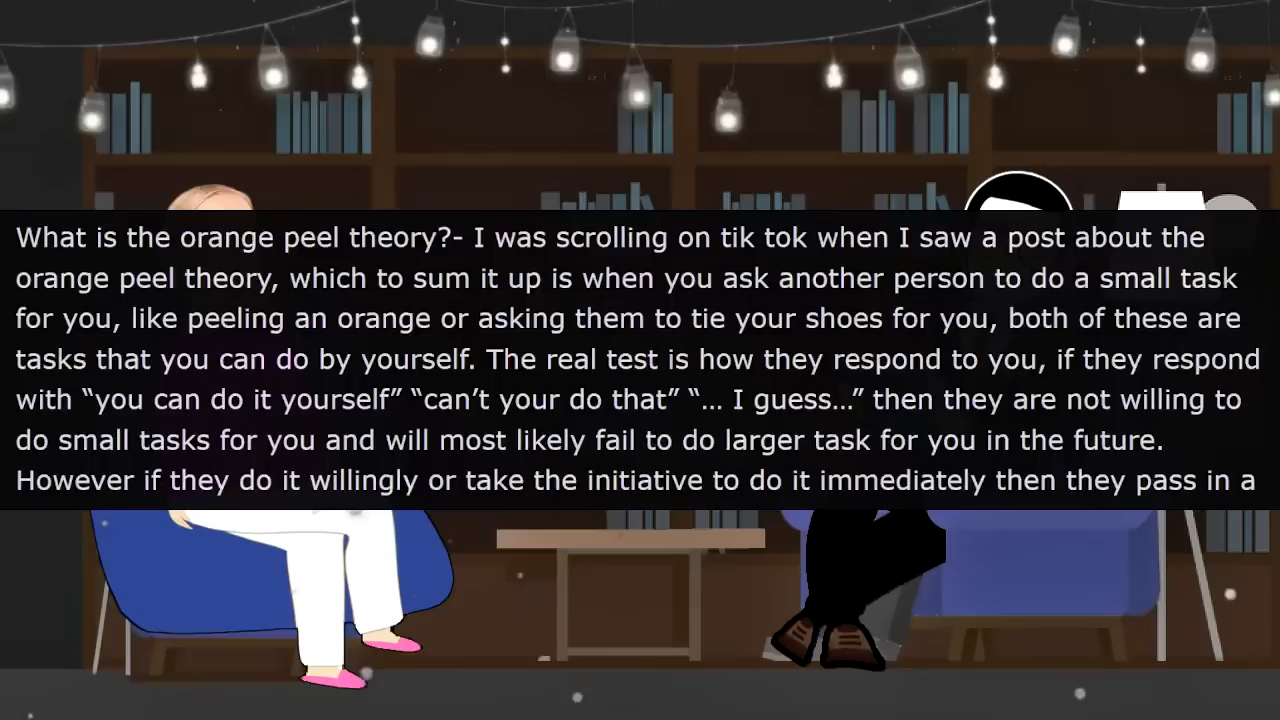 What is the orange peel theory?- I was scrolling on tik tok when I saw a post about the
orange peel theory, which to sum it up is when you ask another person to do a small task
for you, like peeling an orange or asking them to tie your shoes for you, both of these are
tasks that you can do by yourself. The real test is how they respond to you, if they respond
with “you can do it yourself” “can’t your do that” “... I guess...” then they are not willing to
do small tasks for you and will most likely fail to do larger task for you in the future.
However if they do it willingly or take the initiative to do it immediately then they pass in a